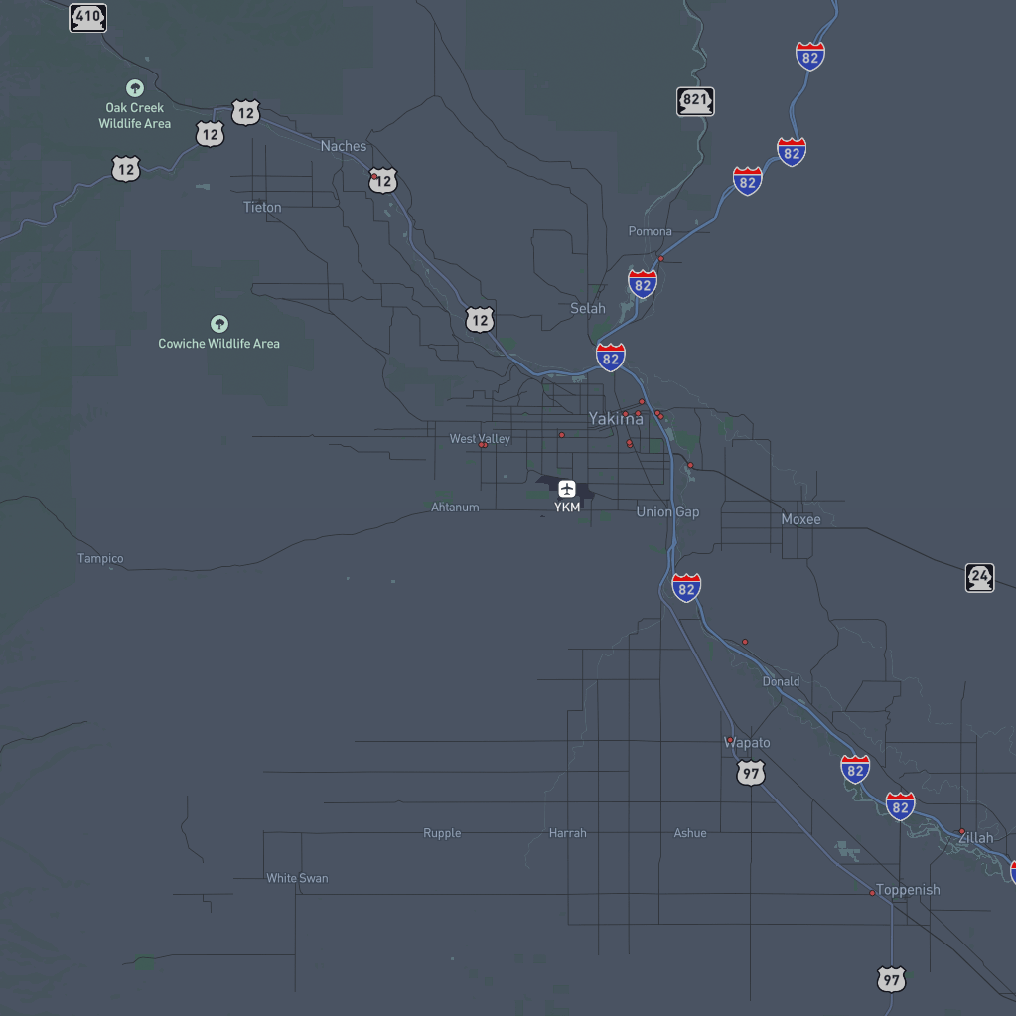 410
82
Oak Creek
Wildlife Area
821
12
12
82
Naches
12
12
82
Tieton
Pomona
82
Selah
12
Cowiche Wildlife Area
82
Yakima
West Valley
YKM
Ahtanum
Union Gap
Moxee
Tampico
24
82
Donald
Wapato
97
82
82
Rupple
Harrah
Ashue
Zillah
White Swan
Toppenish
97